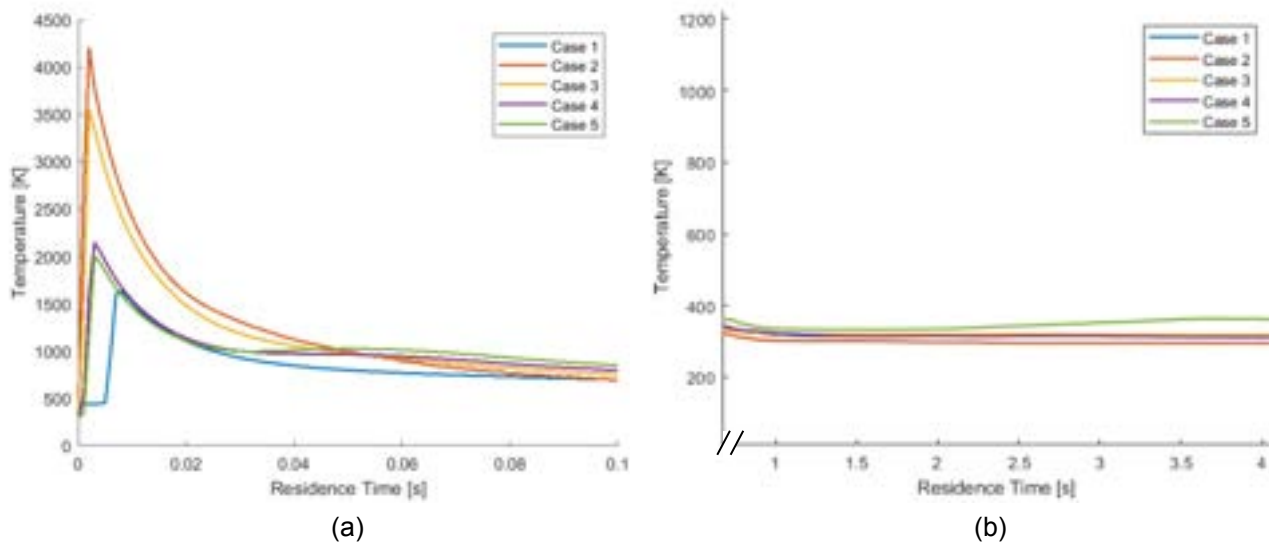 4500
4000
3500
3000
2500
2000
1500
1000
500
0
Temperature [K]
Case 1
Case 2
Case 3
Case 4
Case 5
0 0.02 0.04 0.06 0.08 0.1
Residence Time [s]
(a)
1200
1000
800
600
400
200
Temperature [K]
Case 1
Case 2
Case 3
Case 4
Case 5
1 1.5 2 2.5 3 3.5 4
Residence Time [s]
(b)